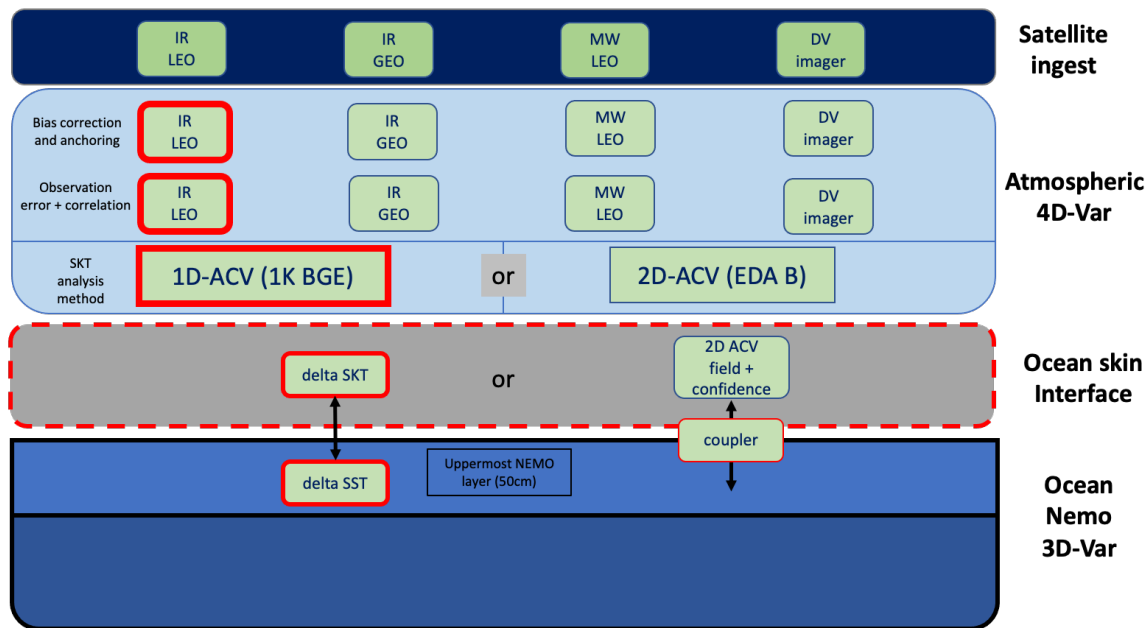 IR
LEO
IR
GEO
MW
LEO
DV
imager
Satellite
ingest
Bias correction
and anchoring
IR
LEO
IR
GEO
MW
LEO
DV
imager
Observation
error + correlation
IR
LEO
IR
GEO
MW
LEO
DV
imager
Atmospheric
4D-Var
SKT
analysis
method
1D-ACV (1K BGE)
or
2D-ACV (EDA B)
delta SKT
or
2D ACV
field +
confidence
Ocean skin
Interface
coupler
delta SST
Uppermost NEMO
layer (50cm)
Ocean
Nemo
3D-Var